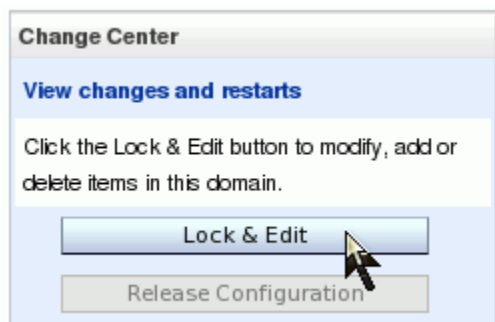 Change Center
View changes and restarts
Click the Lock & Edit button to modify, add or
delete items in this domain.
Lock & Edit
Release Configuration